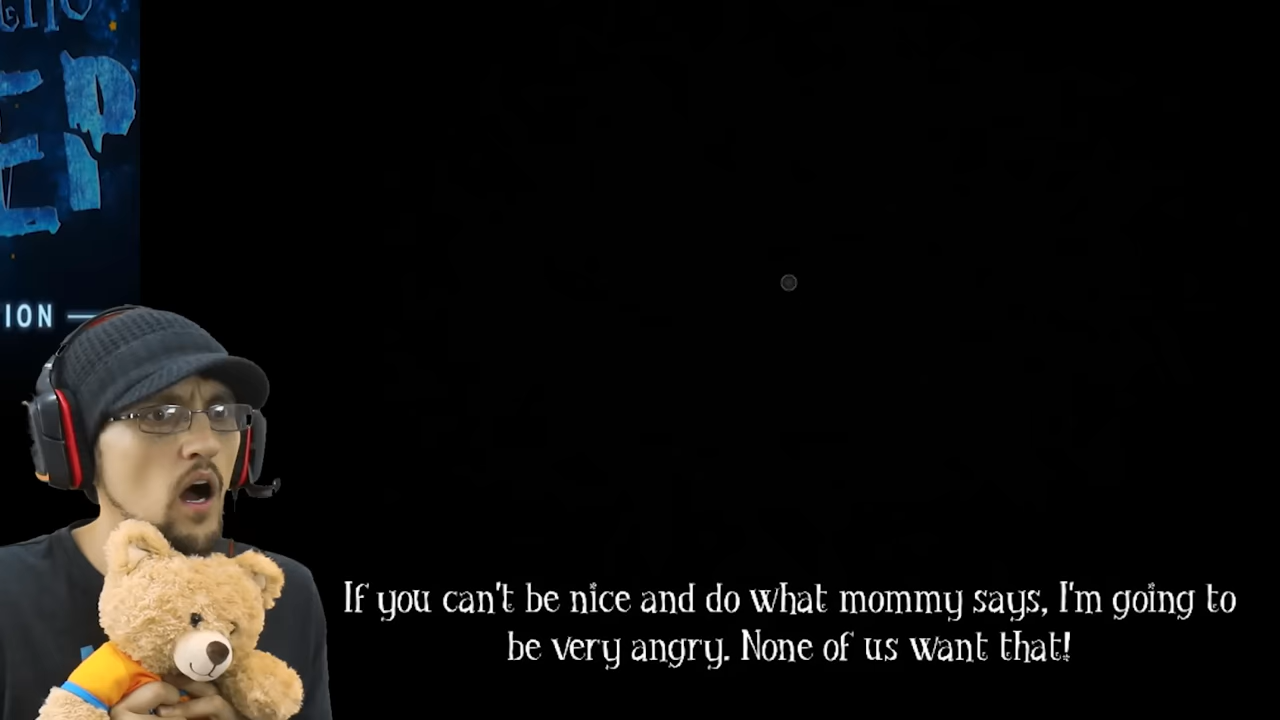 EP
ION —
If you can't be nice and do what mommy says, I'm going to
be very angry. None of us want that!